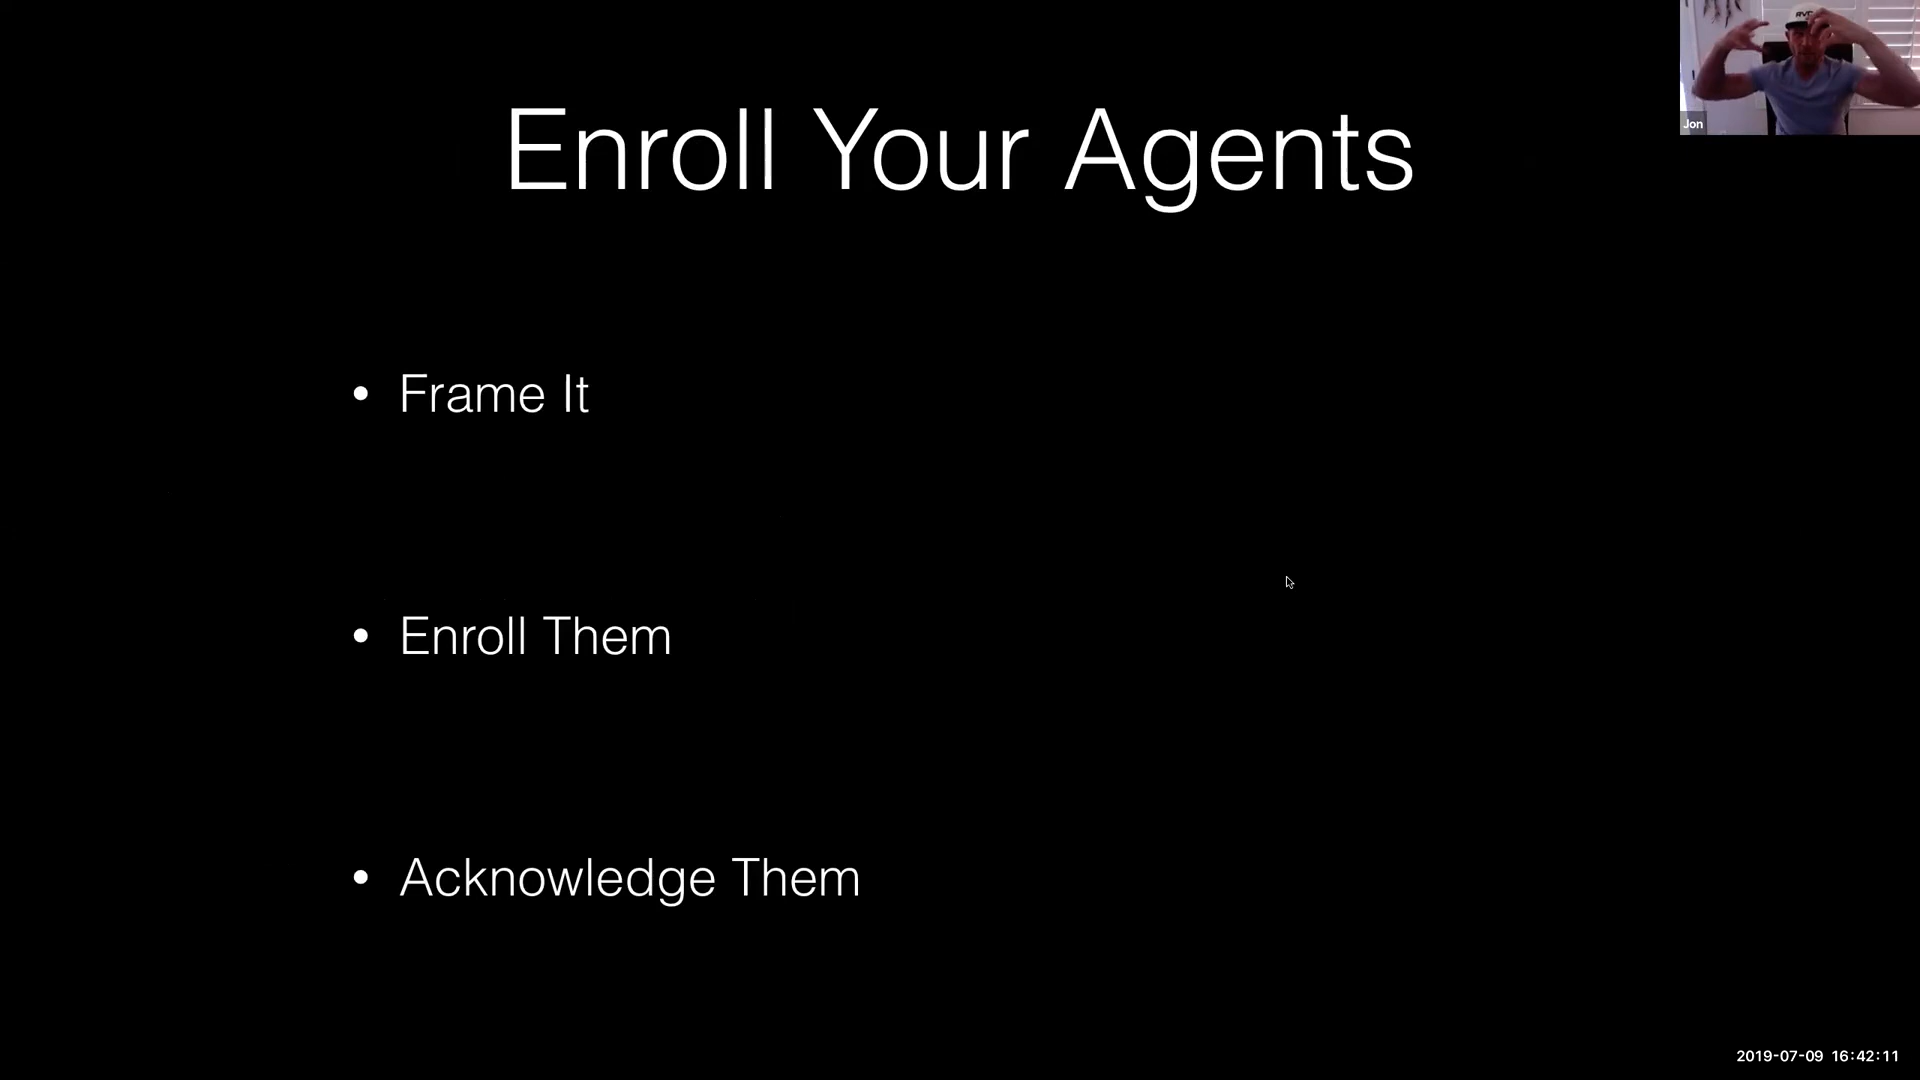 Enroll Your Agents
Jon
• Frame It
• Enroll Them
• Acknowledge Them
2019-07-09 16:42:11